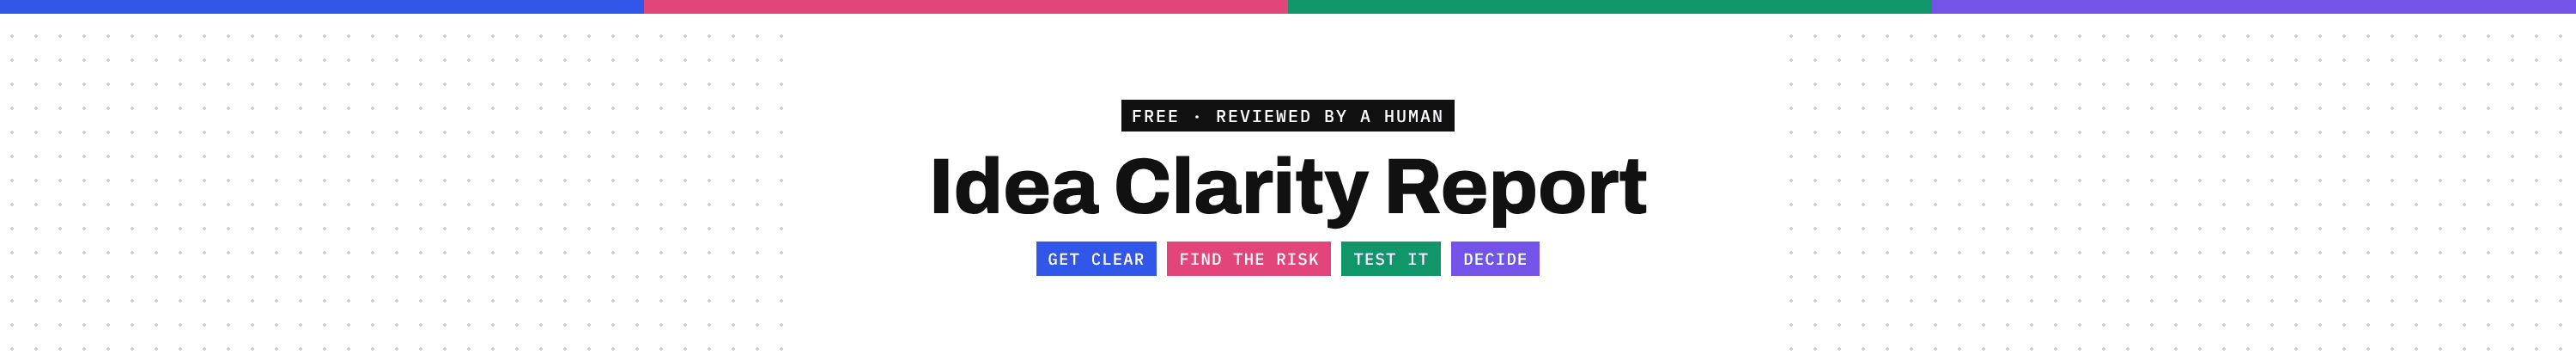 FREE · REVIEWED BY A HUMAN
Idea Clarity Report
GET CLEAR FIND THE RISK TEST IT DECIDE